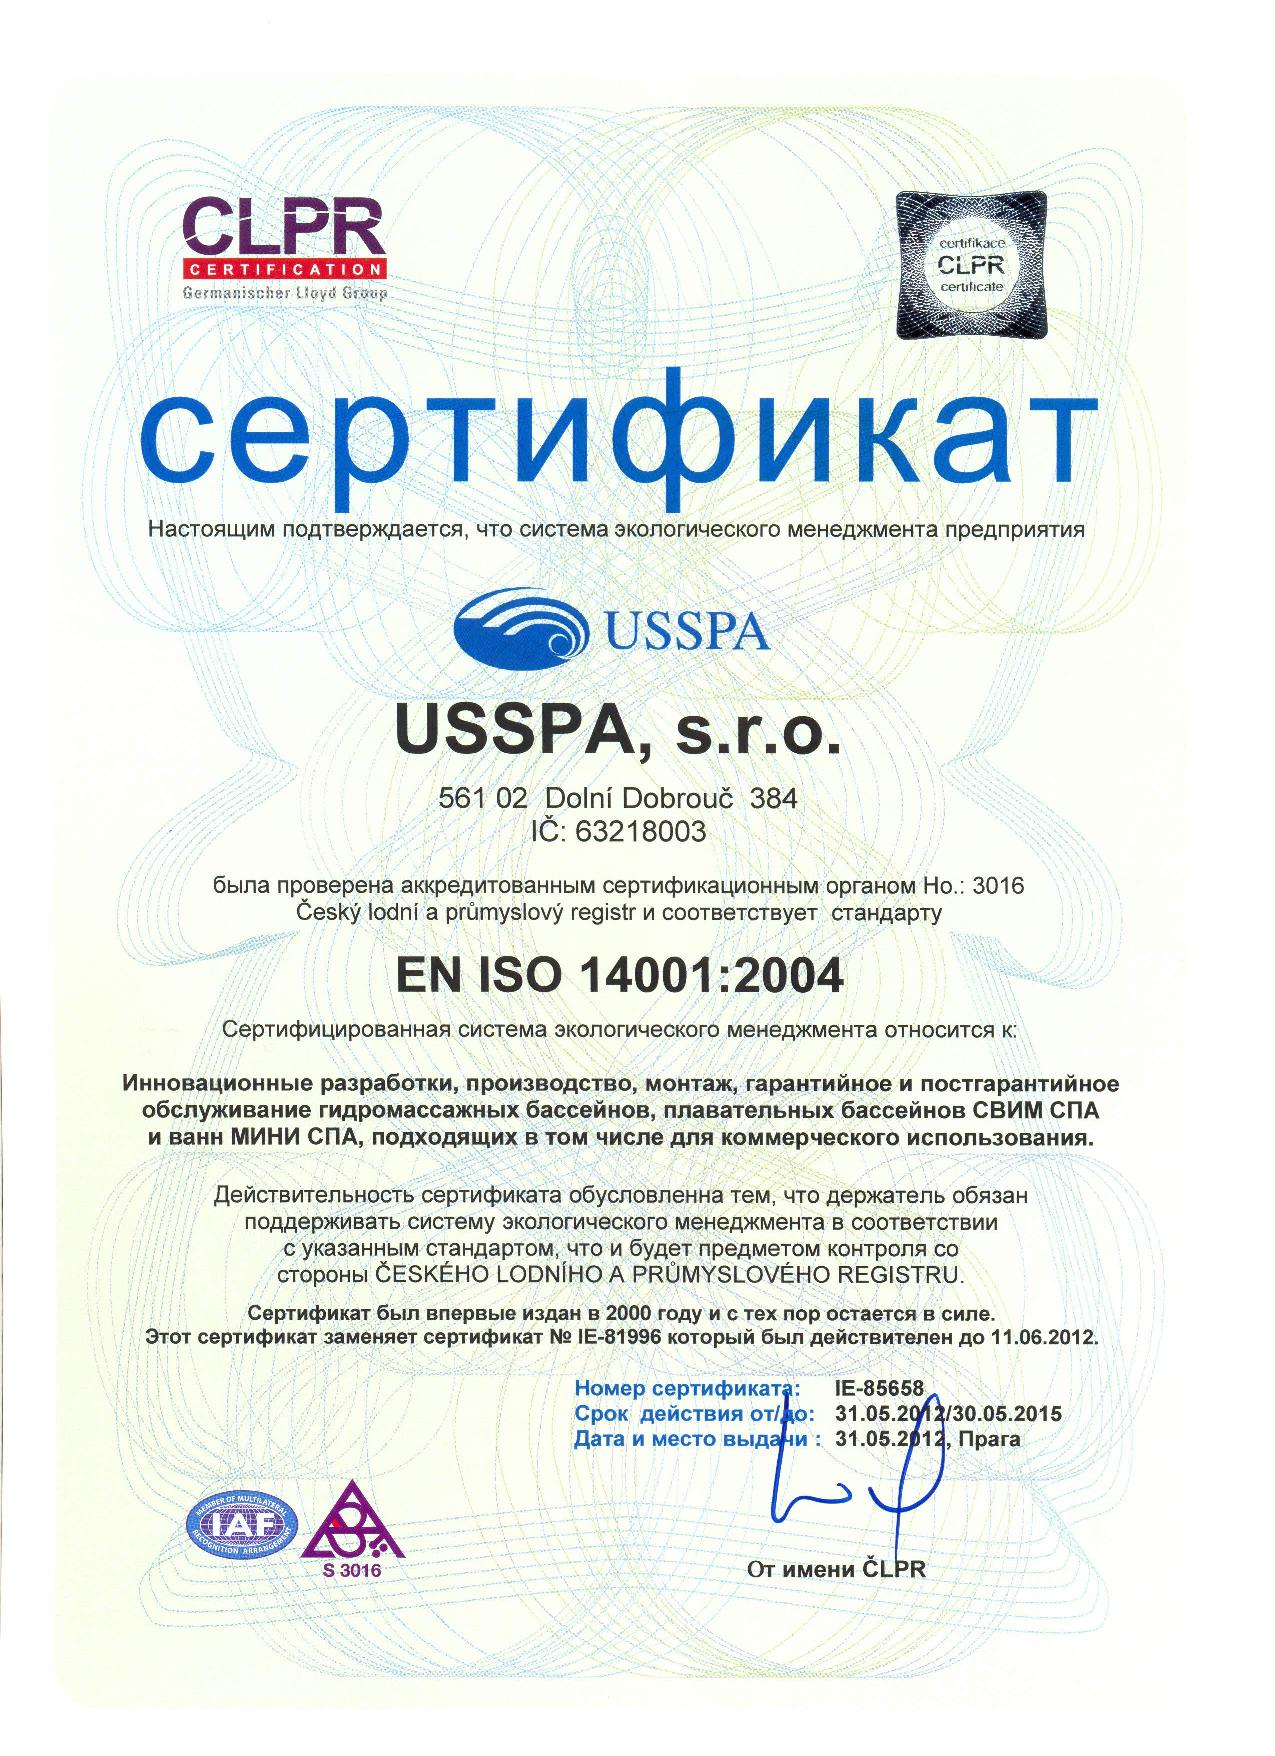 CLPR
CERTIFICATION
Germanischer Lloyd Group
certifikace
CLPR
certificate
сертификат
Настоящим подтверждается, что система экологического менеджмента предприятия
USSPA
USSPA, s.r.o.
561 02 Dolní Dobrouč 384
IČ: 63218003
была проверена аккредитованным сертификационным органом Но.: 3016
Český lodní a průmyslový registr и соответствует стандарту
EN ISO 14001:2004
Сертифицированная система экологического менеджмента относится к:
Инновационные разработки, производство, монтаж, гарантийное и постгарантийное
обслуживание гидромассажных бассейнов, плавательных бассейнов СВИМ СПА
и ванн МИНИ СПА, подходящих в том числе для коммерческого использования.
Действительность сертификата обусловленна тем, что держатель обязан
поддерживать систему экологического менеджмента в соответствии
с указанным стандартом, что и будет предметом контроля со
стороны ČESKÉHO LODNÍHO A PRŮMYSLOVÉHO REGISTRU.
Сертификат был впервые издан в 2000 году и с тех пор остается в силе.
Этот сертификат заменяет сертификат № IE-81996 который был действителен до 11.06.2012.
Номер сертификата: IE-85658
Срок действия от/до: 31.05.2012/30.05.2015
Дата и место выдачи : 31.05.2012, Прага
MEMBER OF MULTILATERAL
IAF
RECOGNITION ARRANGEMENT
S 3016
От имени ČLPR